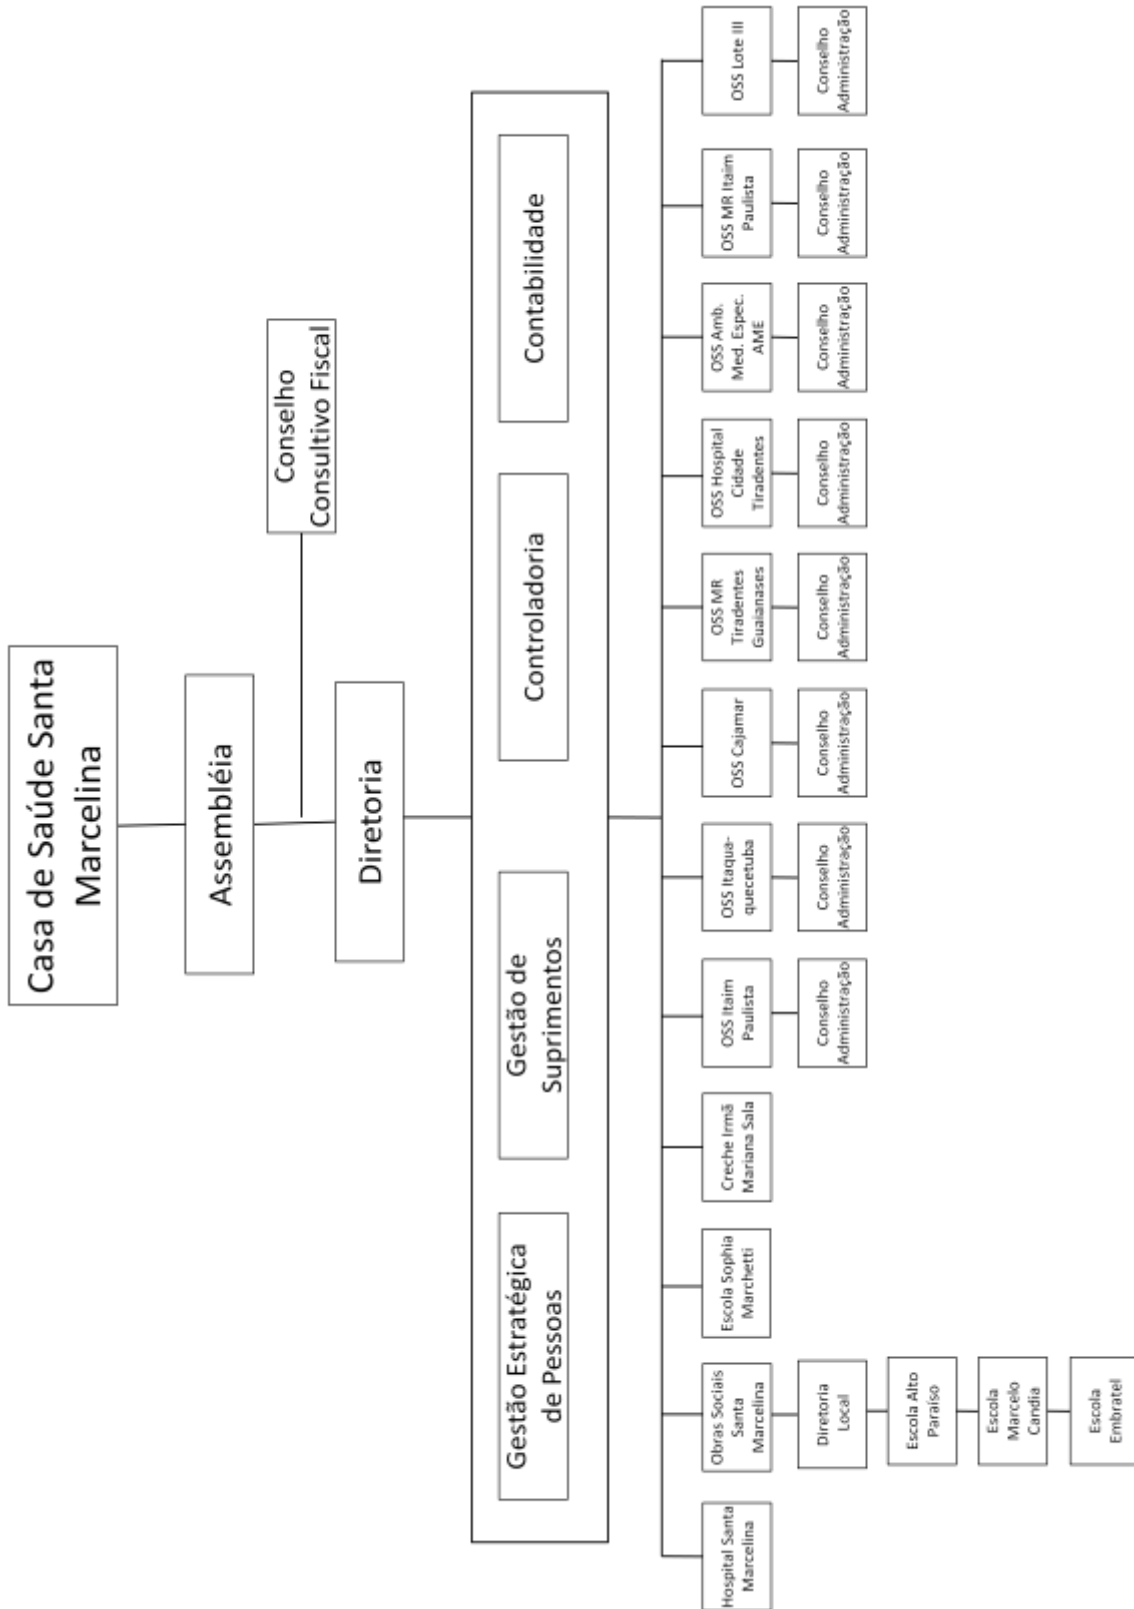 Casa de Saúde Santa
Marcelina
Assembléia
Conselho
Consultivo Fiscal
Diretoria
Gestão Estratégica
de Pessoas
Gestão de
Suprimentos
Controladoria
Contabilidade
Hospital Santa
Marcelina
Obras Sociais
Santa
Marcelina
Diretoria
Local
Escola Alto
Paraíso
Escola
Marcelo
Candia
Escola
Embratel
Escola Sophia
Marchetti
Creche Irmã
Mariana Sala
OSS Itaim
Paulista
Conselho
Administração
OSS Itaqua-
quecetuba
Conselho
Administração
OSS Cajamar
Conselho
Administração
OSS MR
Tiradentes
Guaianases
Conselho
Administração
OSS Hospital
Cidade
Tiradentes
Conselho
Administração
OSS Amb.
Med. Espec.
AME
Conselho
Administração
OSS MR Itaim
Paulista
Conselho
Administração
OSS Lote III
Conselho
Administração